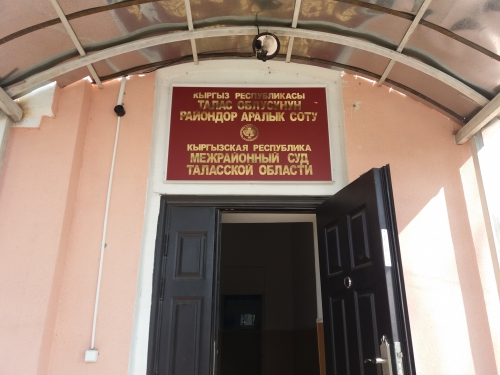 КЫРГЫЗ РЕСПУБЛИКАСЫ
ТАЛАС ОБЛУСУНУН
РАЙОНДОР АРАЛЫК СОТУ
КЫРГЫЗСКАЯ РЕСПУБЛИКА
МЕЖРАЙОННЫЙ СУД
ТАЛАССКОЙ ОБЛАСТИ